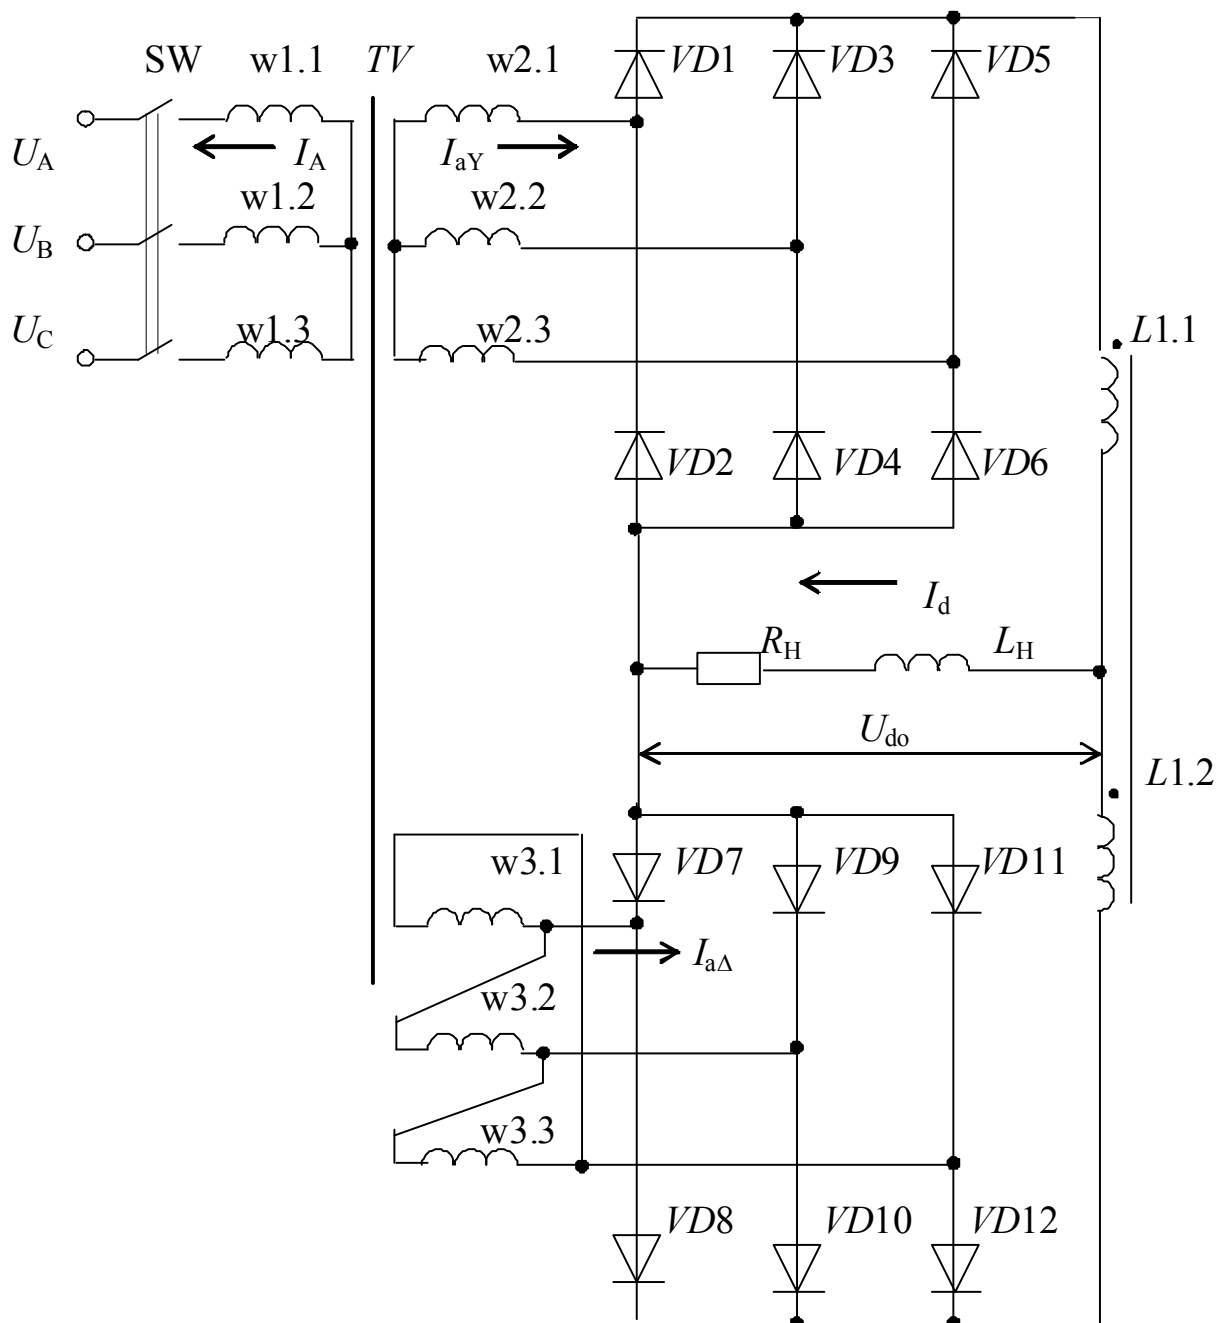 SW w1.1 TV w2.1 VD1 VD3 VD5
U_A I_A I_aY
w1.2 w2.2
U_B
U_C w1.3 w2.3 L1.1
VD2 VD4 VD6
I_d
R_H L_H
U_do
L1.2
w3.1 VD7 VD9 VD11
I_aΔ
w3.2
w3.3
VD8 VD10 VD12